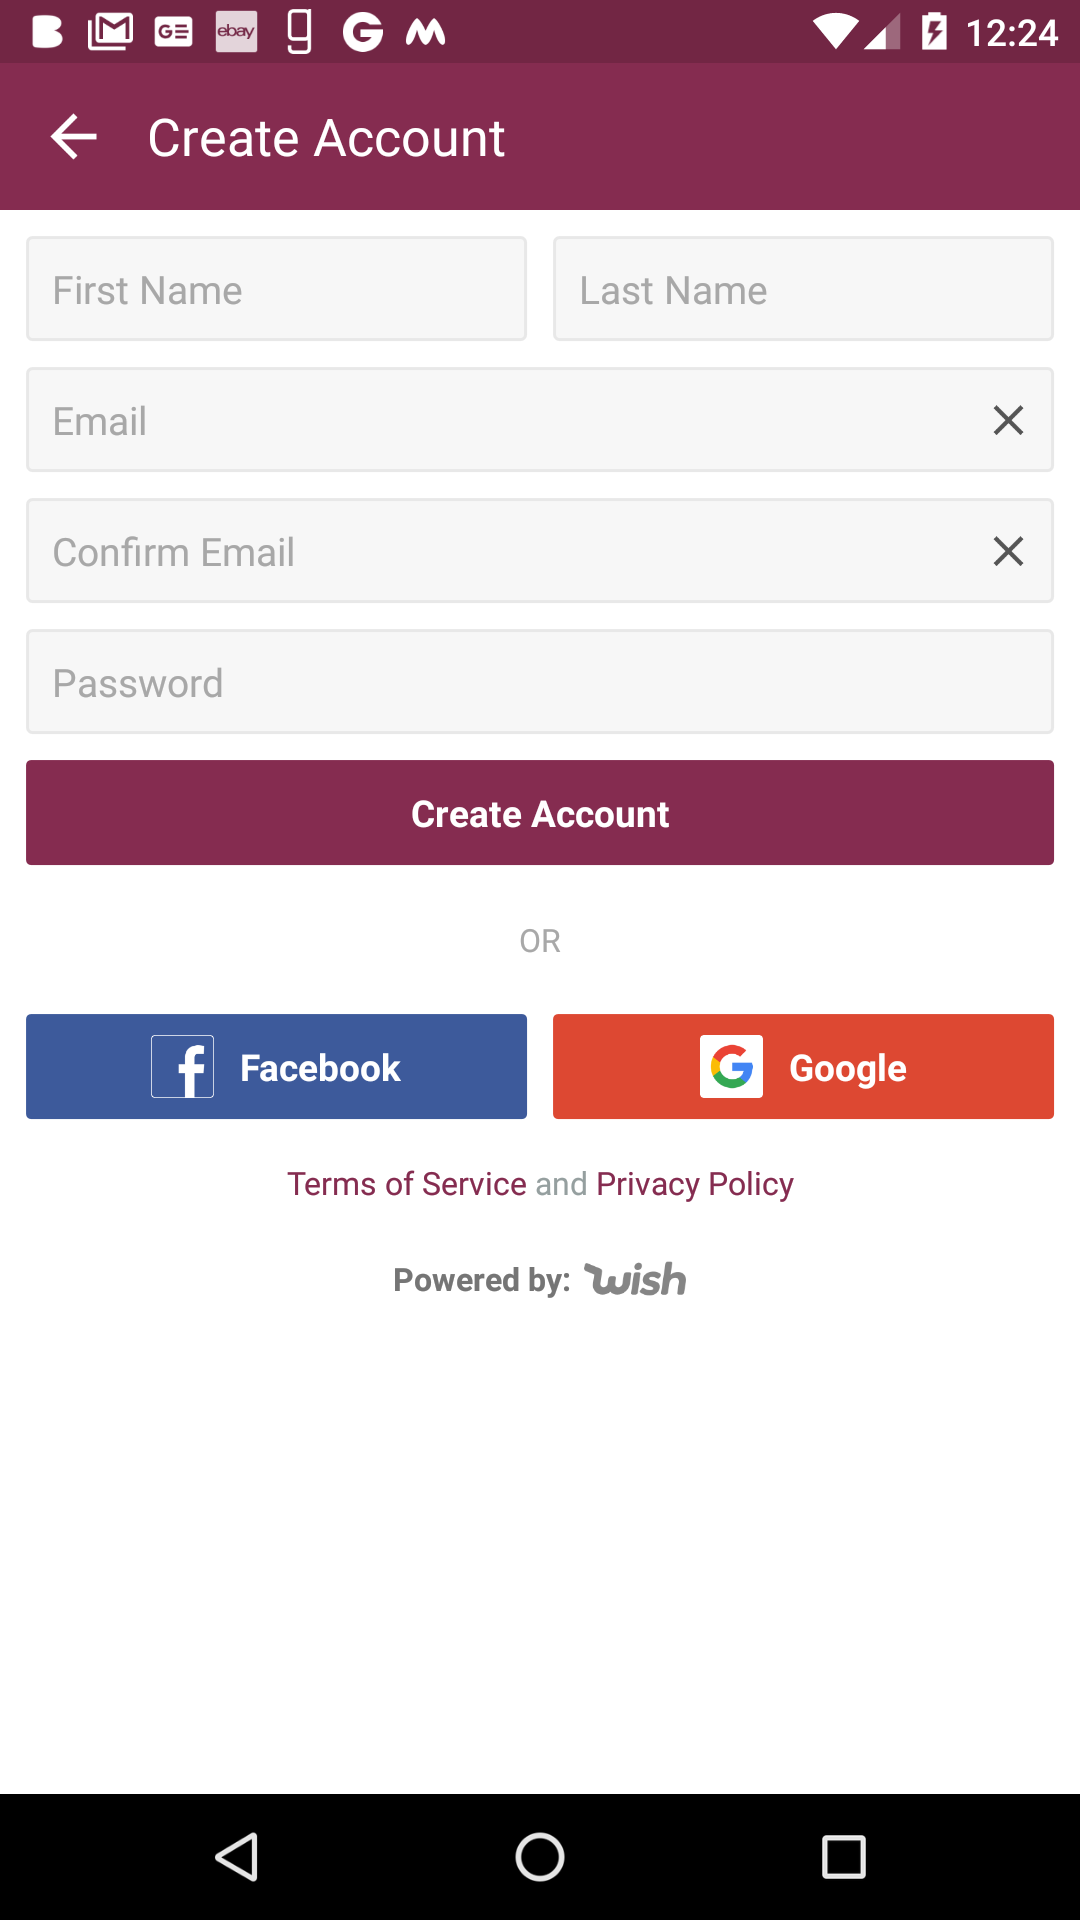 GE ebay g G 12:24
Create Account
First Name Last Name
Email
Confirm Email
Password
Create Account
OR
Facebook Google
Terms of Service and Privacy Policy
Powered by: wish